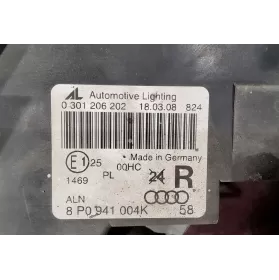 AL Automotive Lighting
0 301 206 202 18.03.08 824
E1 25 00HC Made in Germany
1469 PL 24 R
ALN
8 P0 941 004K 58